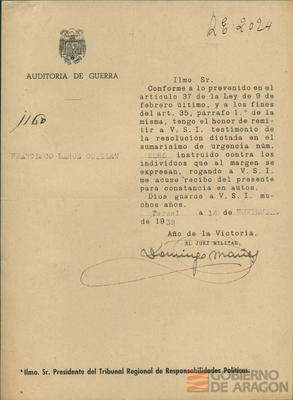 RE-2024
AUDITORIA DE GUERRA
Ilmo. Sr.
Conforme a lo prevenido en el
artículo 37 de la Ley de 9 de
febrero último, y a los fines
del art. 35, párrafo 1.° de la
misma, tengo el honor de remi-
tir a V. S. I. testimonio de
la resolución dictada en el
sumarísimo de urgencia núm.
instruido contra los
individuos que al margen se
expresan, rogando a V. S. I.
me acuse recibo del presente
para constancia en autos.
Dios guarde a V. S. I. mu-
chos años.
Teruel a 14 de
de 1939
Año de la Victoria.
EL JUEZ MILITAR,
Domingo
FRANCISCO
Ilmo. Sr. Presidente del Tribunal Regional de Responsabilidades Políticas.
GOBIERNO
DE ARAGON